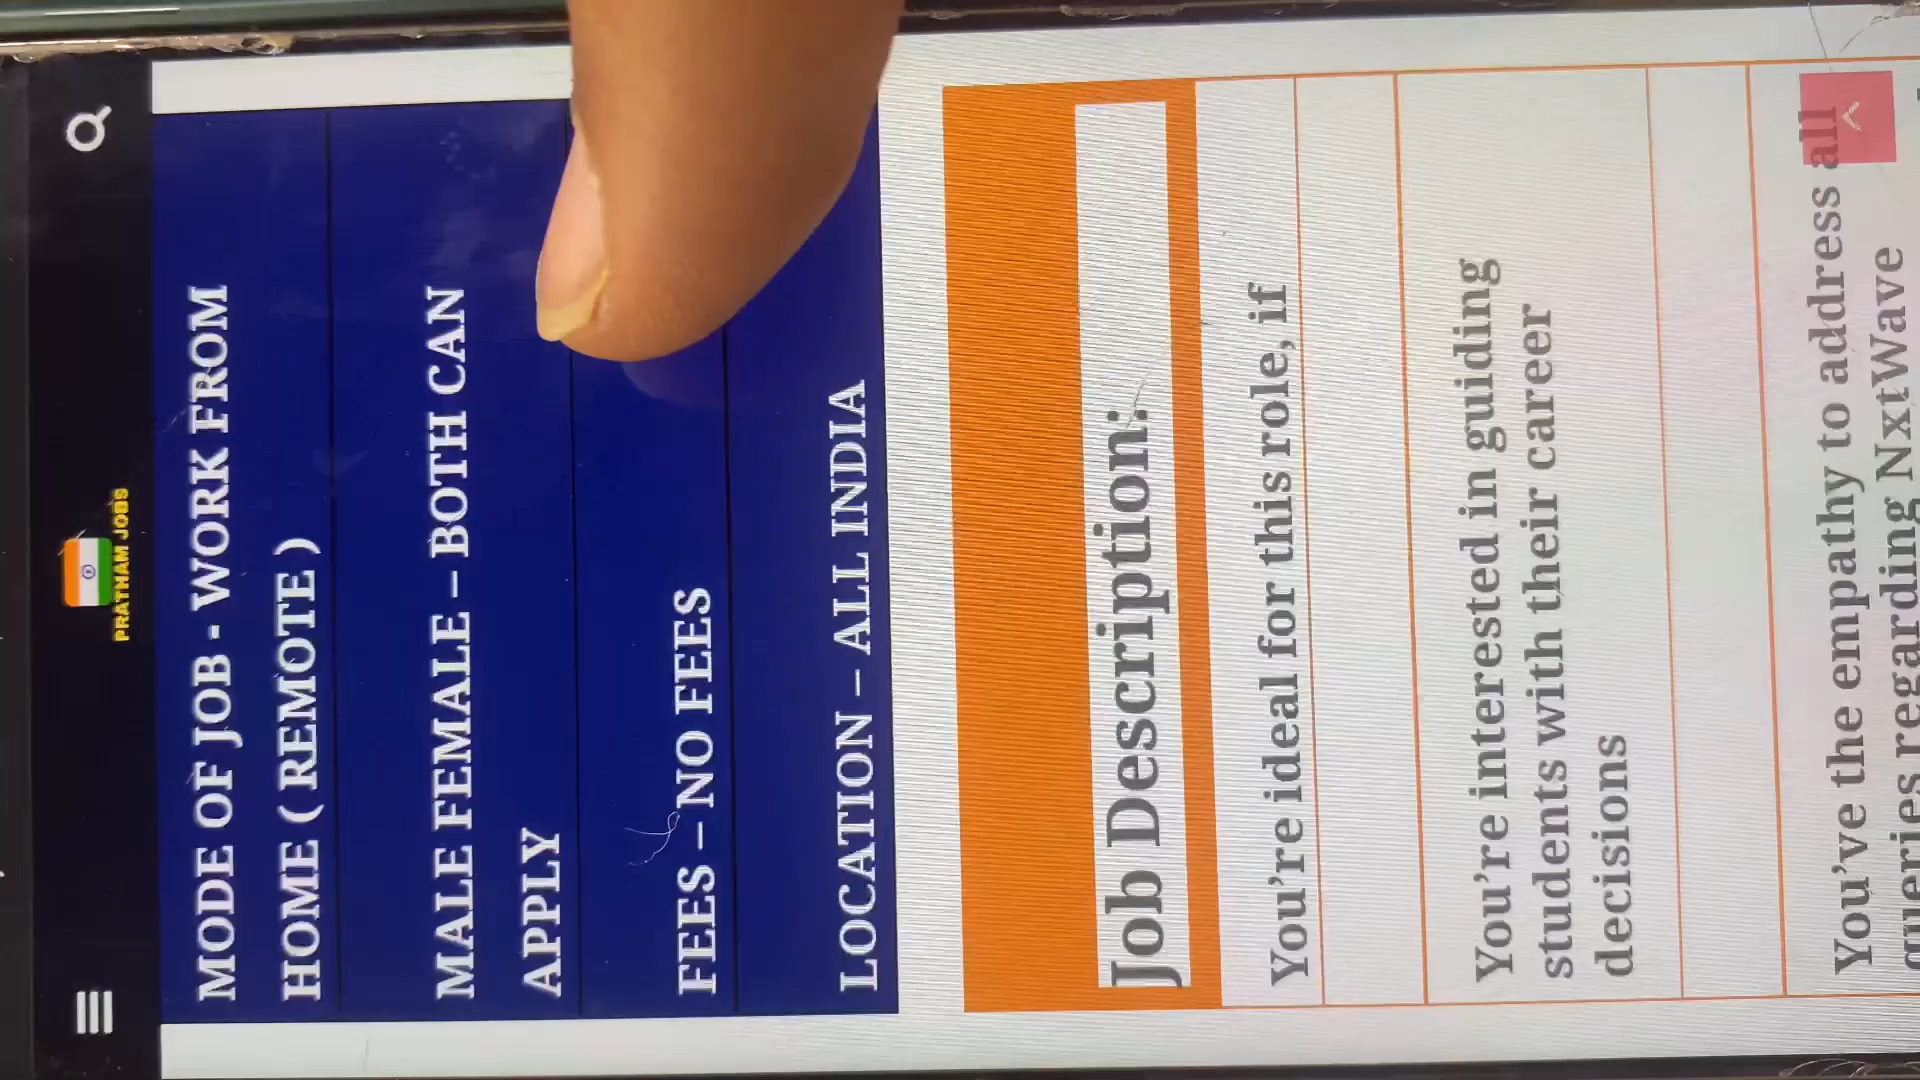 PRATHAM JOBS
MODE OF JOB - WORK FROM
HOME ( REMOTE )
MALE FEMALE – BOTH CAN
APPLY
FEES – NO FEES
LOCATION – ALL INDIA
Job Description:
You're ideal for this role, if
You're interested in guiding
students with their career
decisions
You've the empathy to address all
queries regarding NxtWave